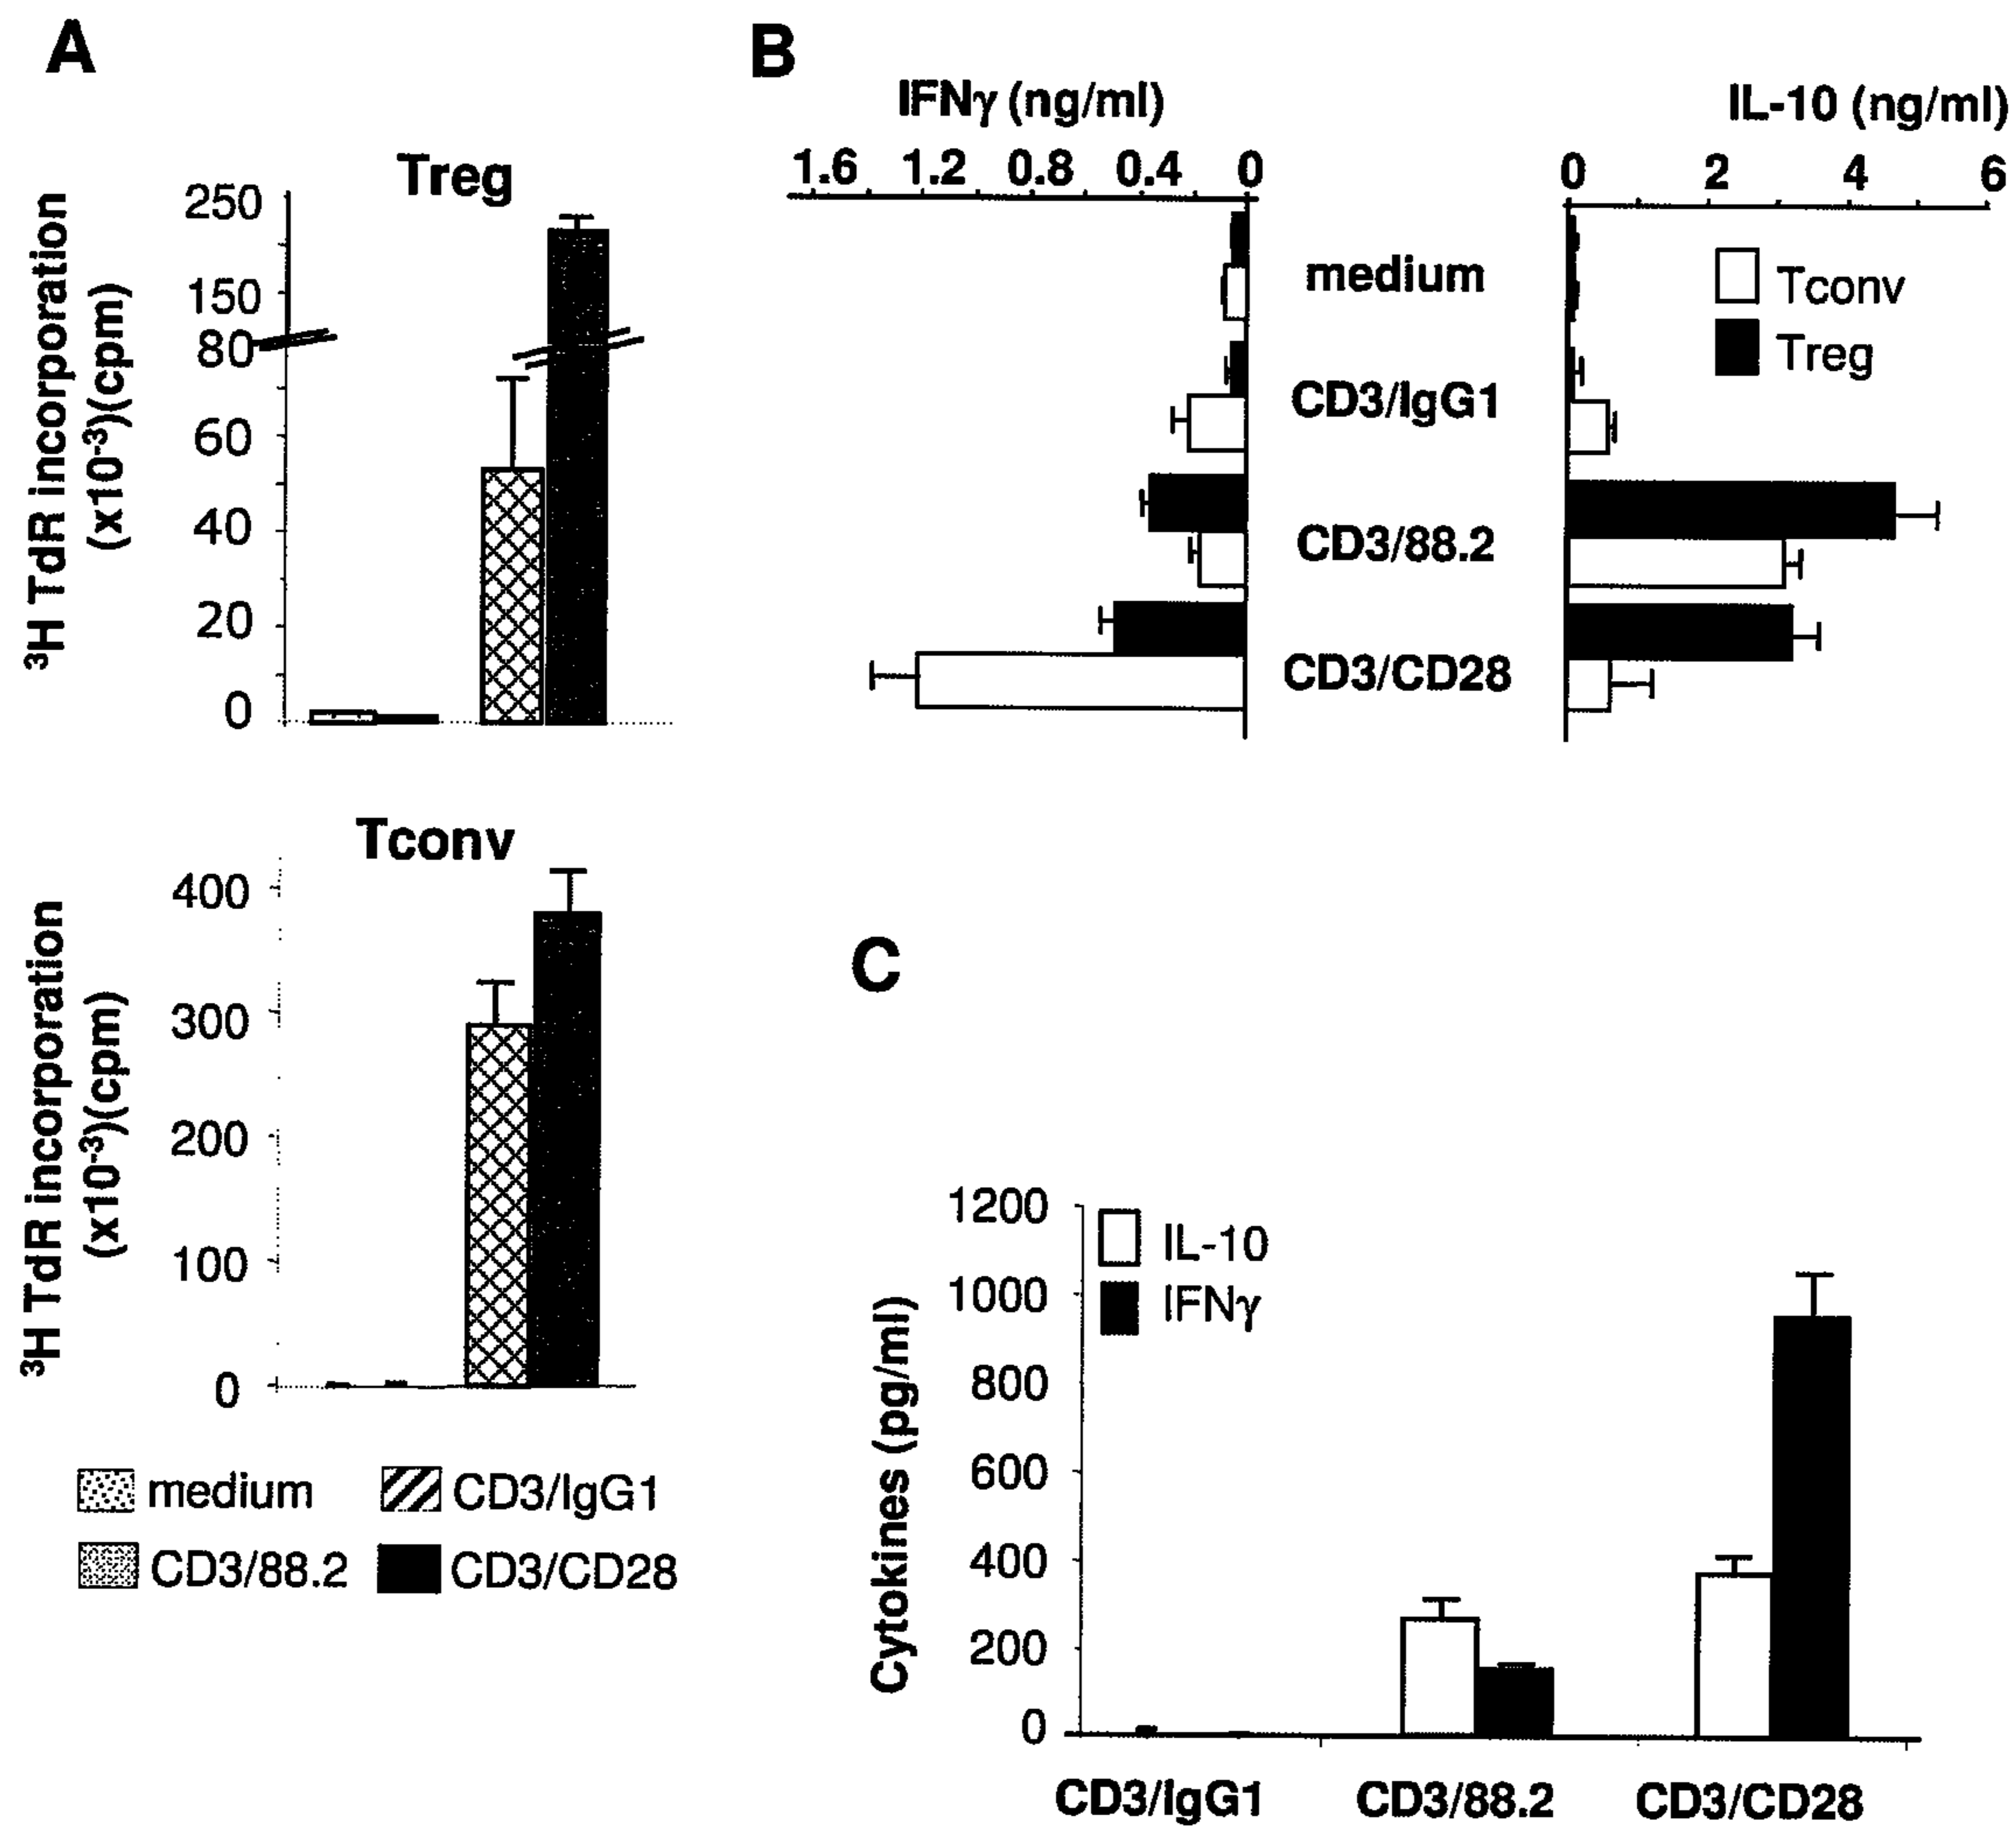 A
Treg
³H TdR incorporation
(x10⁻³)(cpm)
250
150
80
60
40
20
0
Tconv
³H TdR incorporation
(x10⁻³)(cpm)
400
300
200
100
0
medium
CD3/IgG1
CD3/88.2
CD3/CD28
B
IFNγ (ng/ml)
1.6 1.2 0.8 0.4 0
IL-10 (ng/ml)
0 2 4 6
Tconv
Treg
medium
CD3/IgG1
CD3/88.2
CD3/CD28
C
Cytokines (pg/ml)
1200
1000
800
600
400
200
0
IL-10
IFNγ
CD3/IgG1 CD3/88.2 CD3/CD28